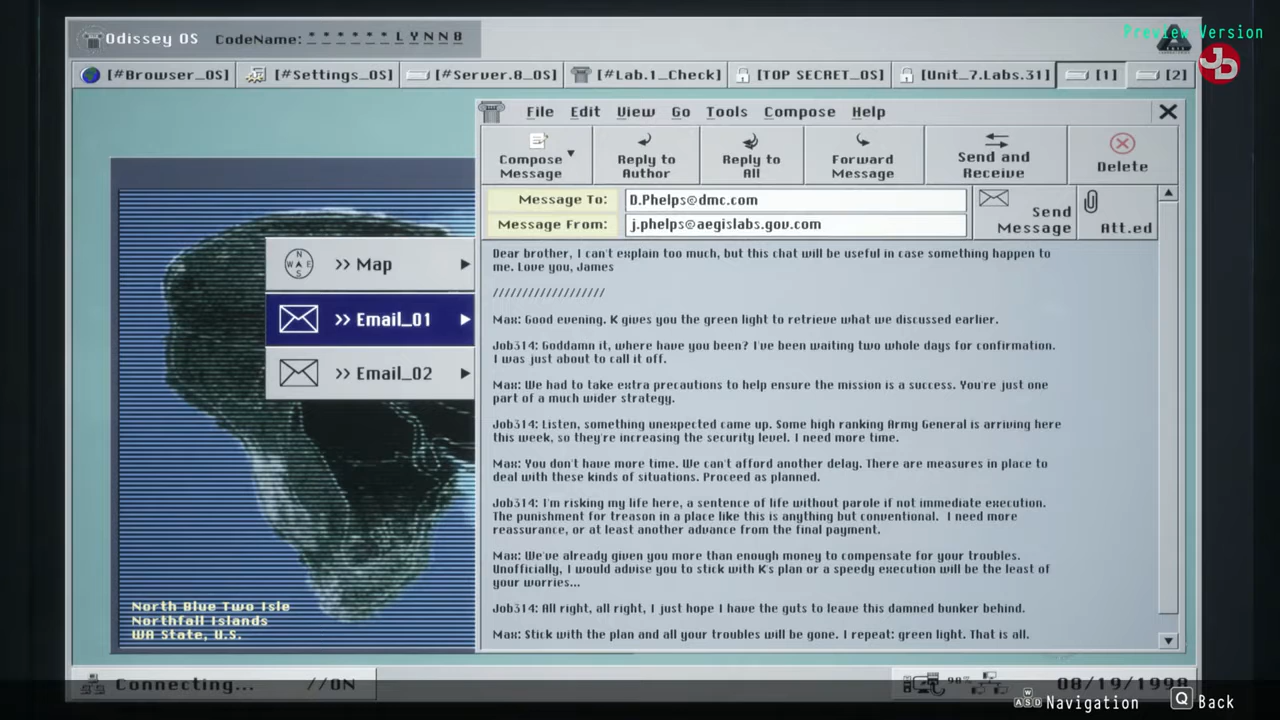 Preview Version
JD
Odissey OS CodeName: * * * * * * L Y N N 8
[#Browser_OS] [#Settings_OS] [#Server.8_OS] [#Lab.1_Check] [TOP SECRET_OS] [Unit_7.Labs.31] [1] [2]
File Edit View Go Tools Compose Help
Compose Message
Reply to Author
Reply to All
Forward Message
Send and Receive
Delete
Message To: D.Phelps@dmc.com
Message From: j.phelps@aegislabs.gov.com
Send Message
Att.ed
N
W A E
S
>> Map
>> Email_01
>> Email_02
Dear brother, I can't explain too much, but this chat will be useful in case something happen to
me. Love you, James
///////////////////
Max: Good evening. K gives you the green light to retrieve what we discussed earlier.
Job314: Goddamn it, where have you been? I've been waiting two whole days for confirmation.
I was just about to call it off.
Max: We had to take extra precautions to help ensure the mission is a success. You're just one
part of a much wider strategy.
Job314: Listen, something unexpected came up. Some high ranking Army General is arriving here
this week, so they're increasing the security level. I need more time.
Max: You don't have more time. We can't afford another delay. There are measures in place to
deal with these kinds of situations. Proceed as planned.
Job314: I'm risking my life here, a sentence of life without parole if not immediate execution.
The punishment for treason in a place like this is anything but conventional. I need more
reassurance, or at least another advance from the final payment.
Max: We've already given you more than enough money to compensate for your troubles.
Unofficially, I would advise you to stick with K's plan or a speedy execution will be the least of
your worries...
Job314: All right, all right, I just hope I have the guts to leave this damned bunker behind.
Max: Stick with the plan and all your troubles will be gone. I repeat: green light. That is all.
North Blue Two Isle
Northfall Islands
WA State, U.S.
Connecting... //ON
98% 08/19/1998
W
ASD Navigation Q Back